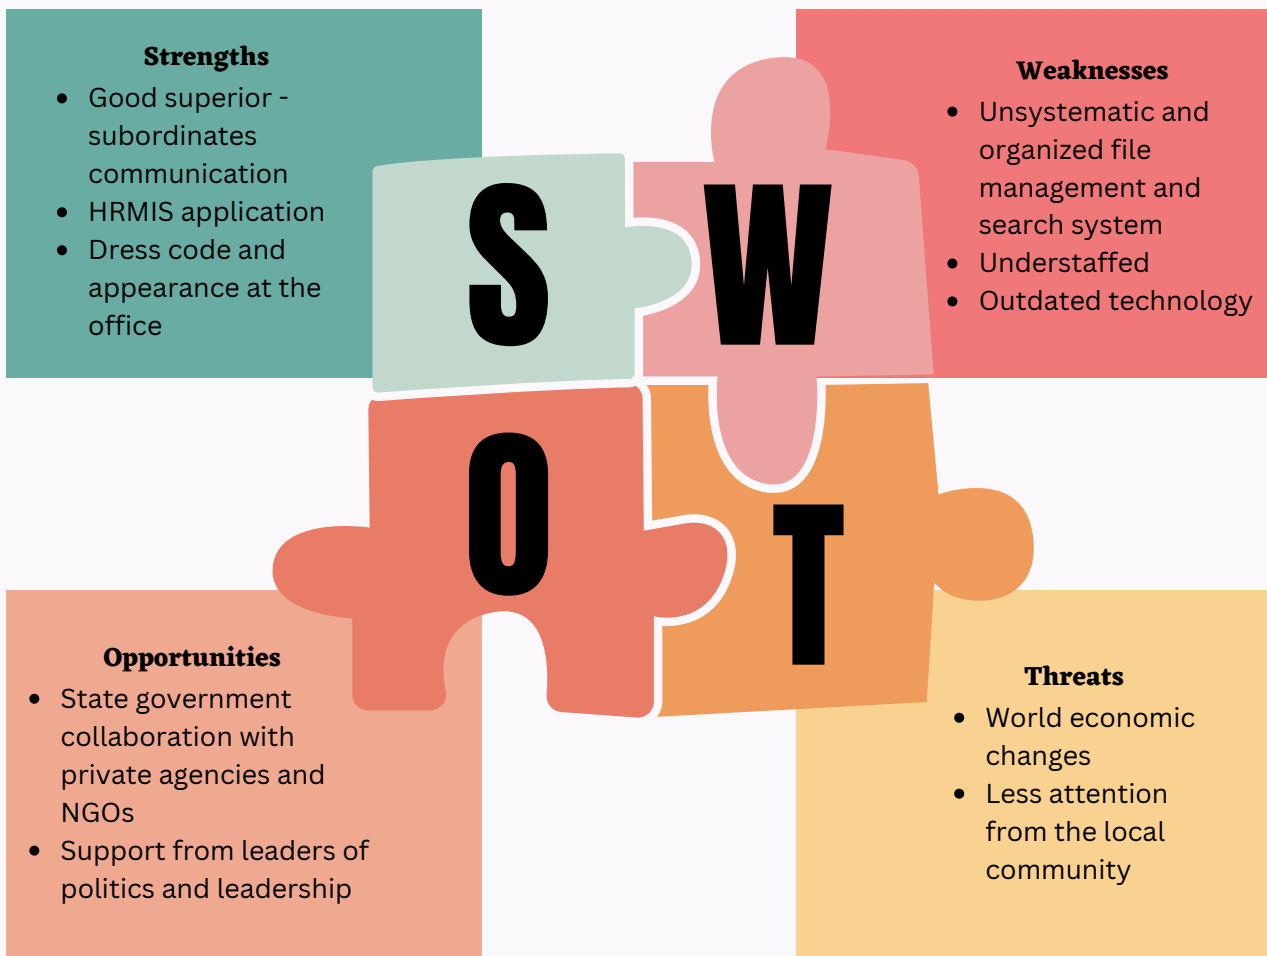 Strengths
• Good superior -
subordinates
communication
• HRMIS application
• Dress code and
appearance at the
office
Weaknesses
• Unsystematic and
organized file
management and
search system
• Understaffed
• Outdated technology
S
W
O
T
Opportunities
• State government
collaboration with
private agencies and
NGOs
• Support from leaders of
politics and leadership
Threats
• World economic
changes
• Less attention
from the local
community